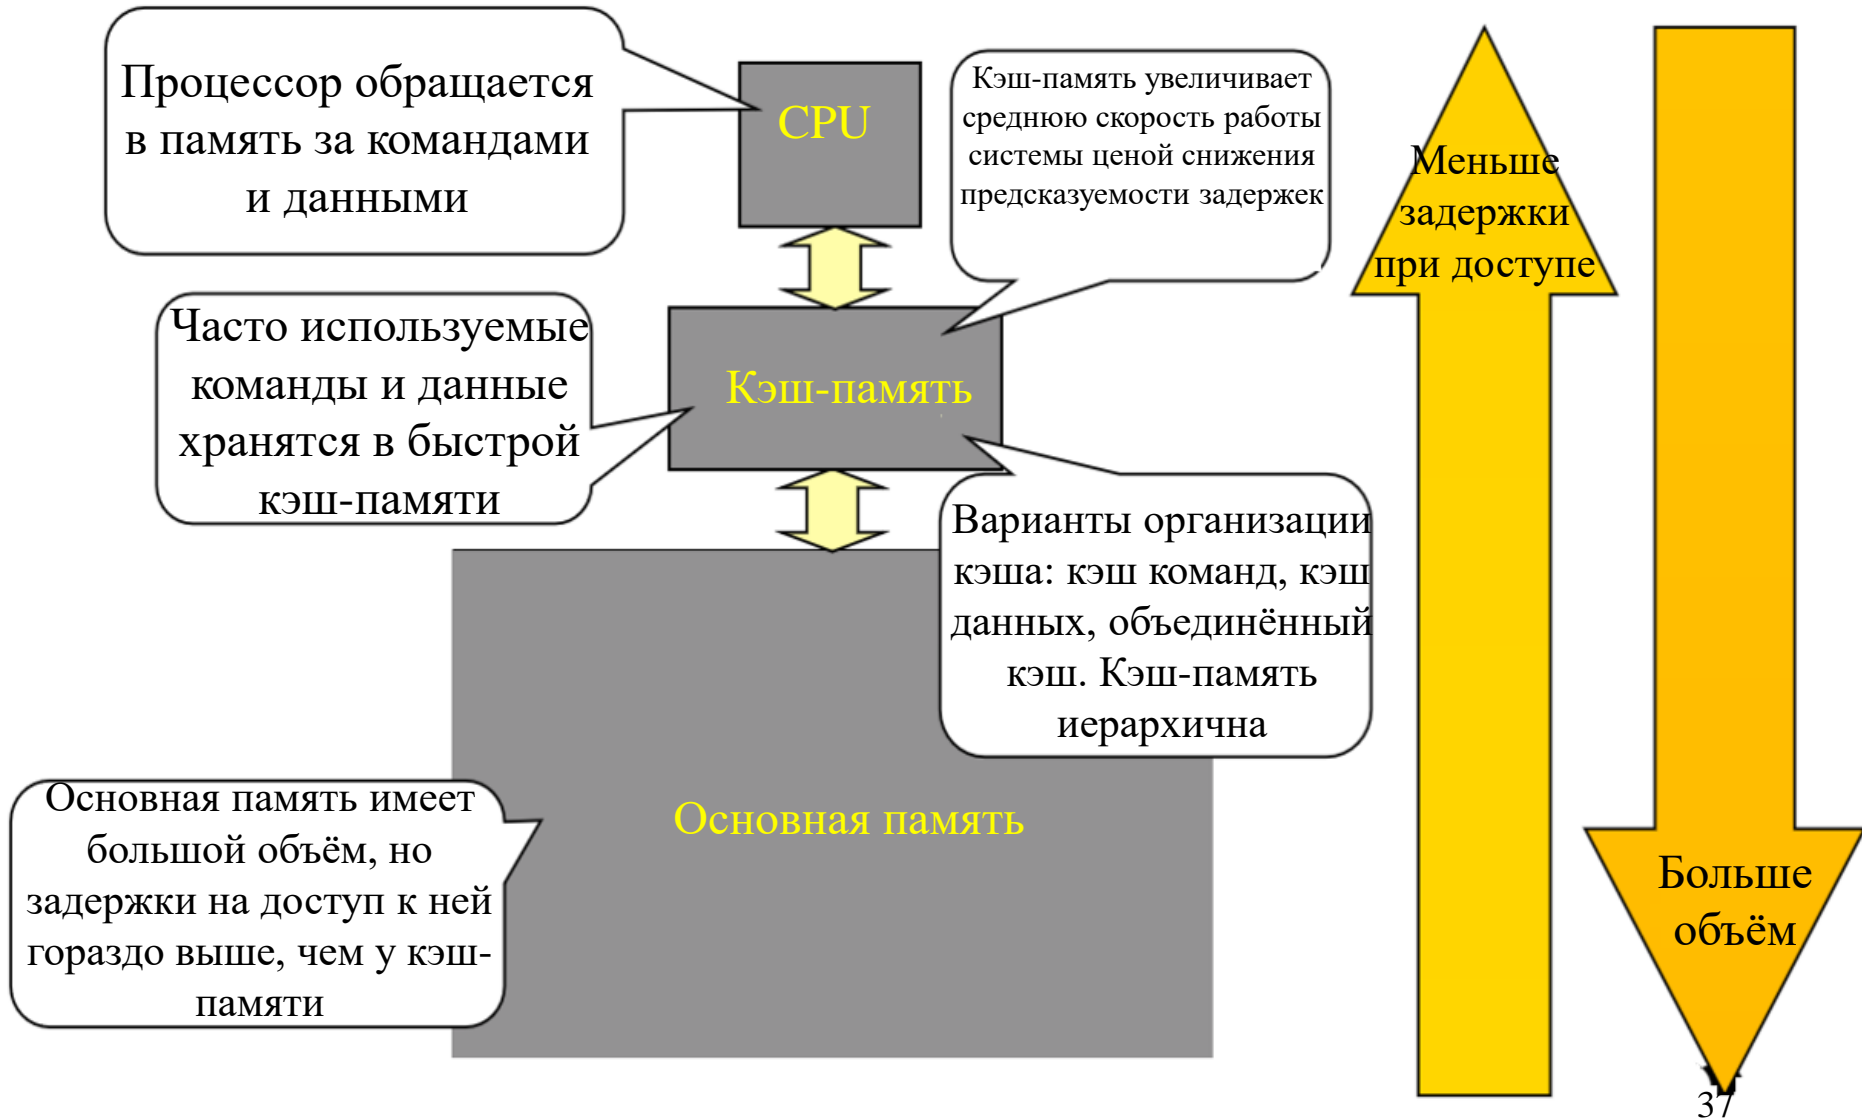 Процессор обращается
в память за командами
и данными
CPU
Кэш-память увеличивает
среднюю скорость работы
системы ценой снижения
предсказуемости задержек
Меньше
задержки
при доступе
Часто используемые
команды и данные
хранятся в быстрой
кэш-памяти
Кэш-память
Варианты организации
кэша: кэш команд, кэш
данных, объединённый
кэш. Кэш-память
иерархична
Основная память имеет
большой объём, но
задержки на доступ к ней
гораздо выше, чем у кэш-
памяти
Основная память
Больше
объём
37